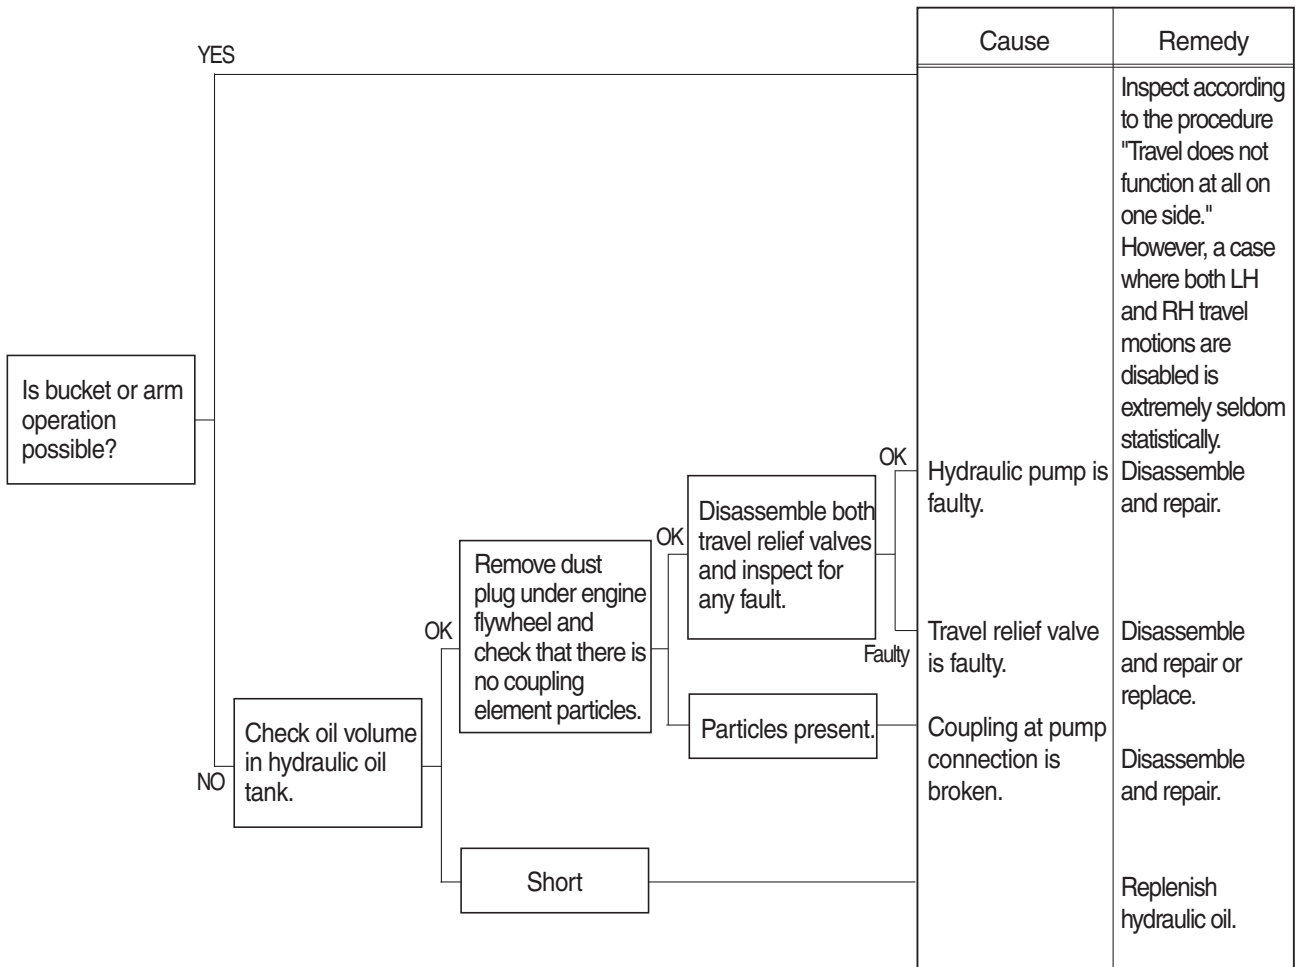 Cause
Remedy
YES
Inspect according
to the procedure
"Travel does not
function at all on
one side."
However, a case
where both LH
and RH travel
motions are
disabled is
extremely seldom
statistically.
Is bucket or arm
operation
possible?
NO
Check oil volume
in hydraulic oil
tank.
OK
Remove dust
plug under engine
flywheel and
check that there is
no coupling
element particles.
OK
Disassemble both
travel relief valves
and inspect for
any fault.
OK
Hydraulic pump is
faulty.
Disassemble
and repair.
Faulty
Travel relief valve
is faulty.
Disassemble
and repair or
replace.
Particles present.
Coupling at pump
connection is
broken.
Disassemble
and repair.
Short
Replenish
hydraulic oil.